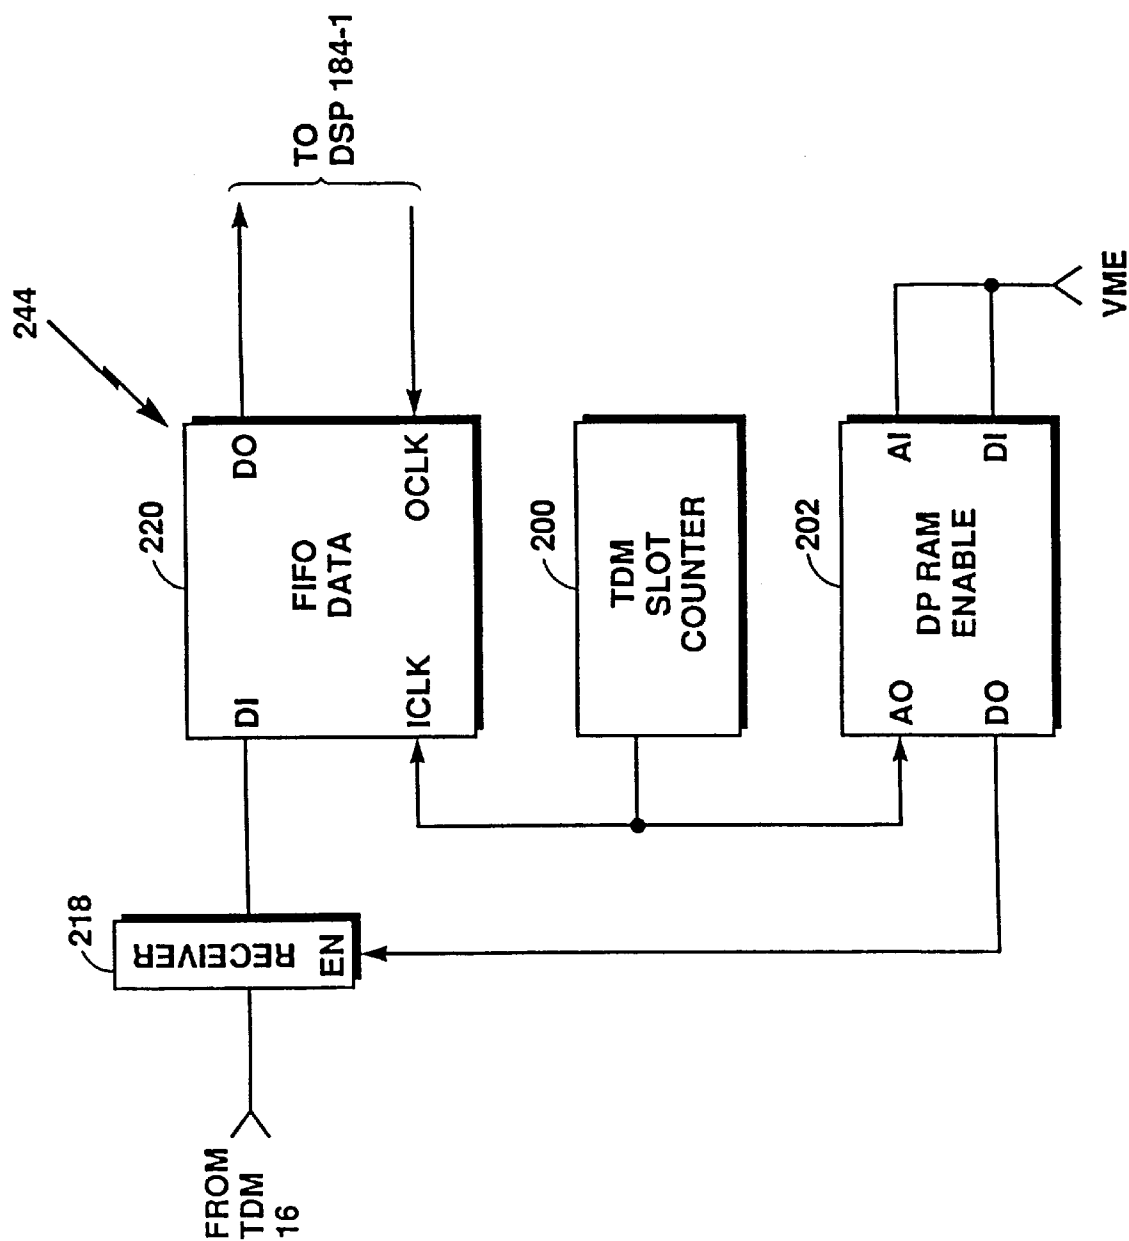 244
FROM
TDM
16
218
RECEIVER
EN
220
DI
DO
FIFO
DATA
ICLK
OCLK
TO
DSP 184-1
200
TDM
SLOT
COUNTER
202
AO
AI
DP RAM
ENABLE
DO
DI
VME